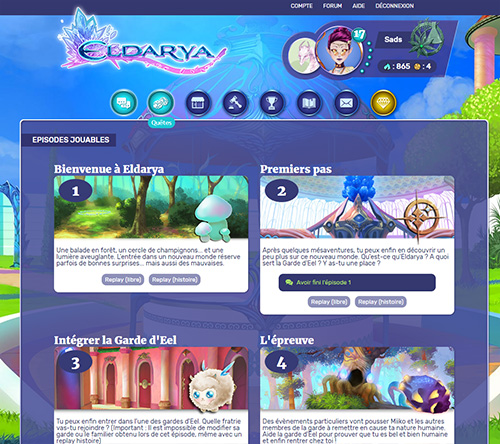 COMPTE FORUM AIDE DÉCONNEXION
ELDARYA
17
Sads
: 865 : 4
Quêtes
EPISODES JOUABLES
Bienvenue à Eldarya
1
Une balade en forêt, un cercle de champignons... et une
lumière aveuglante. L'entrée dans un nouveau monde réserve
parfois de bonnes surprises... mais aussi des mauvaises.
Replay (libre) Replay (histoire)
Premiers pas
2
Après quelques mésaventures, tu peux enfin en découvrir un
peu plus sur ce nouveau monde. Qu'est-ce qu'Eldarya ? A quoi
sert la Garde d'Eel ? Y as-tu une place ?
Avoir fini l'épisode 1
Replay (libre) Replay (histoire)
Intégrer la Garde d'Eel
3
Tu peux enfin entrer dans l'une des gardes d'Eel. Quelle fratrie
vas-tu rejoindre ? (Important : Il est impossible de modifier sa
garde ou le familier obtenu lors de cet épisode, même avec un
replay histoire)
L'épreuve
4
Des évènements particuliers vont pousser Miiko et les autres
membres de la garde à remettre en cause ta nature humaine.
Aide la garde d'Eel pour prouver que tu es bel et bien humaine
et enfin rentrer chez toi !